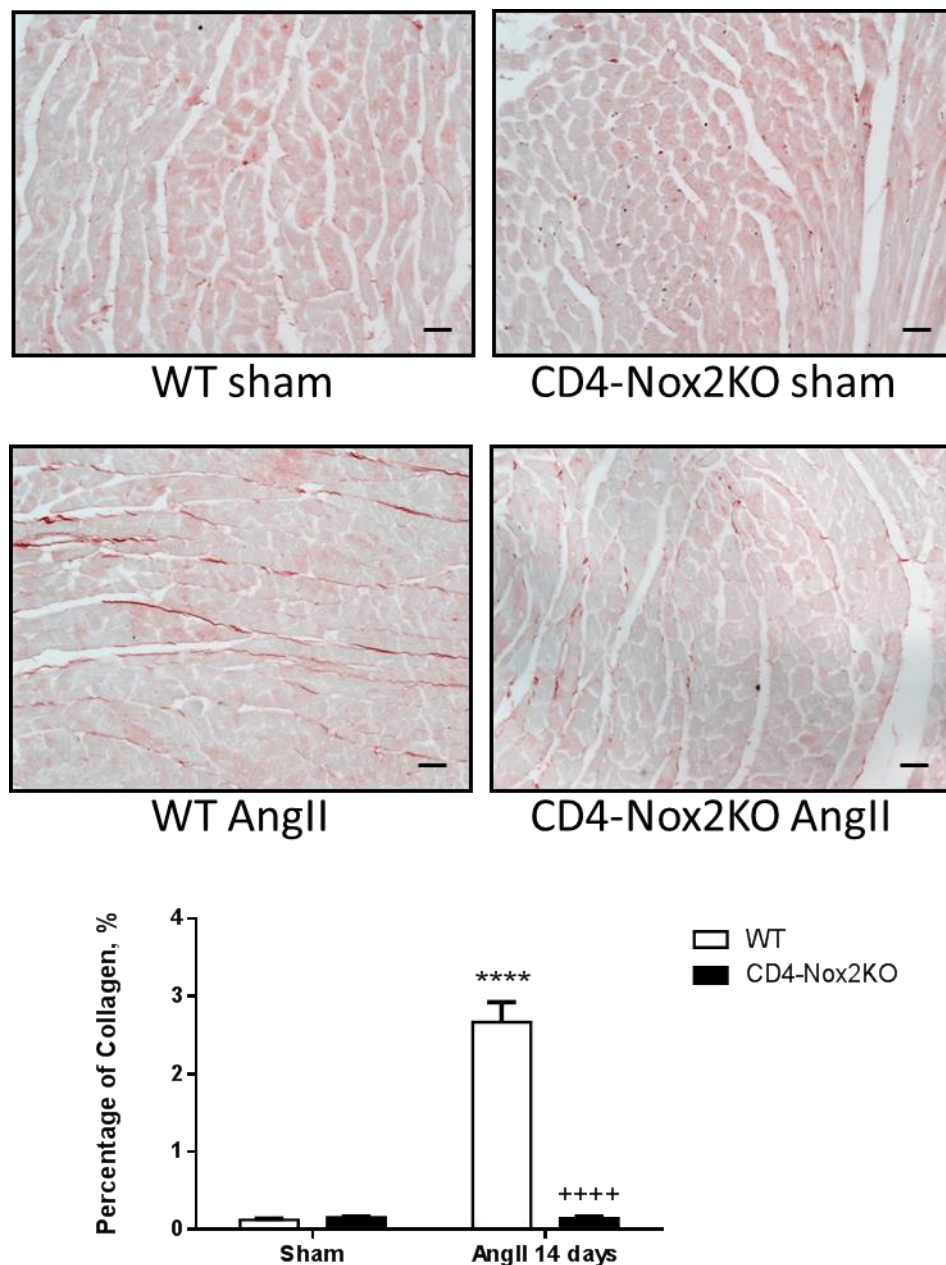 WT sham
CD4-Nox2KO sham
WT AngII
CD4-Nox2KO AngII
Percentage of Collagen, %
4
3
2
1
0
****
++++
Sham
AngII 14 days
WT
CD4-Nox2KO